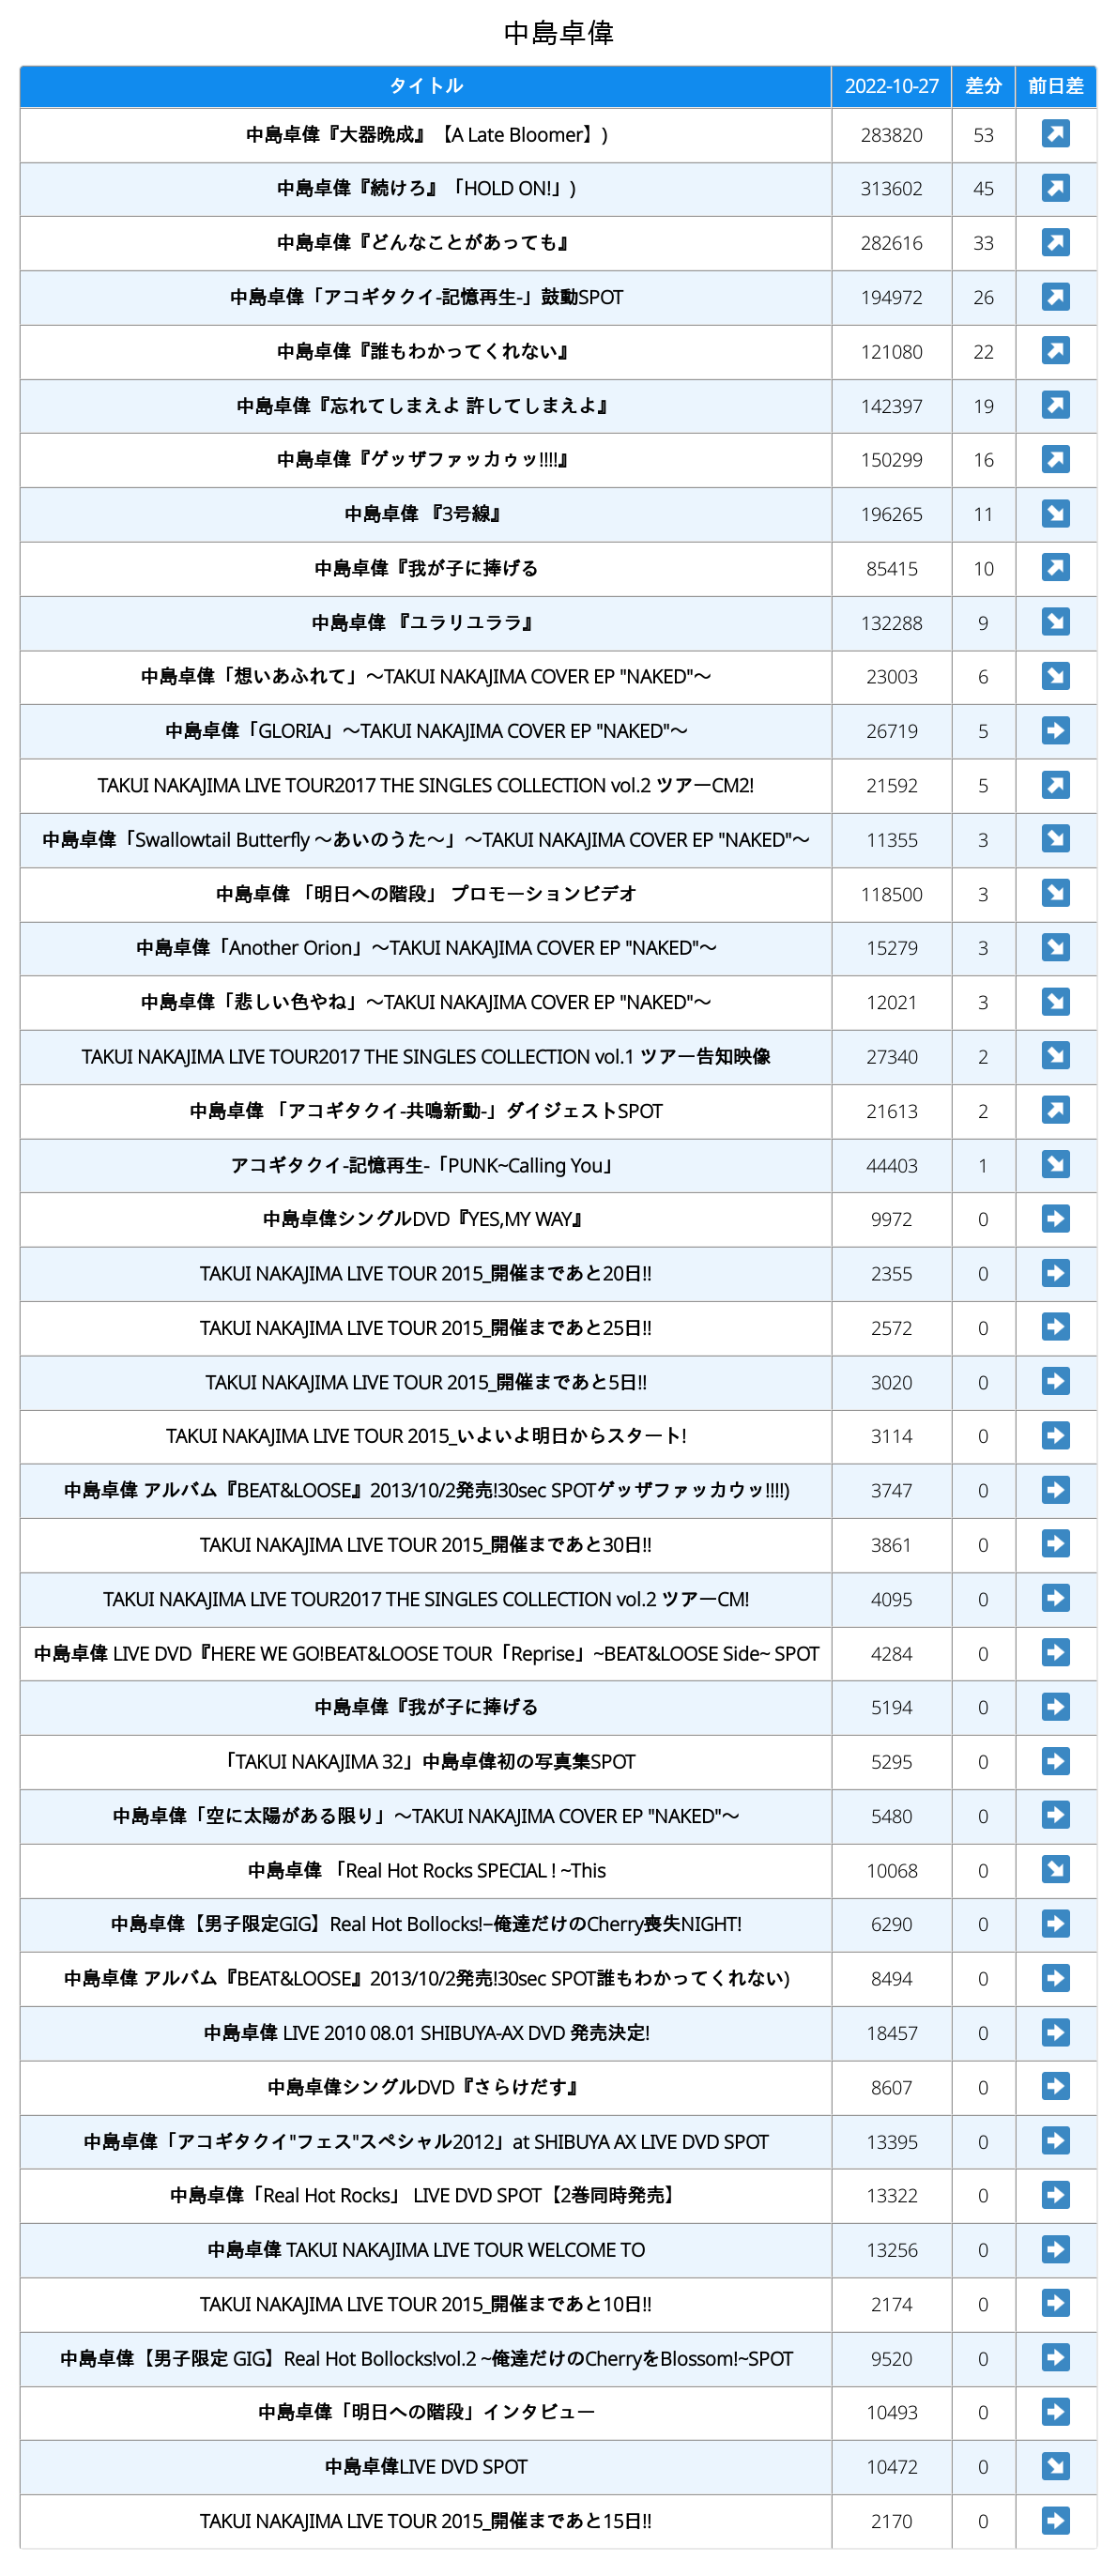 中島卓偉
タイトル 2022-10-27 差分 前日差
中島卓偉『大器晩成』【A Late Bloomer】) 283820 53 ↗
中島卓偉『続けろ』「HOLD ON!」) 313602 45 ↗
中島卓偉『どんなことがあっても』 282616 33 ↗
中島卓偉「アコギタクイ-記憶再生-」鼓動SPOT 194972 26 ↗
中島卓偉『誰もわかってくれない』 121080 22 ↗
中島卓偉『忘れてしまえよ 許してしまえよ』 142397 19 ↗
中島卓偉『ゲッザファッカゥッ!!!!』 150299 16 ↗
中島卓偉 『3号線』 196265 11 ↘
中島卓偉『我が子に捧げる 85415 10 ↗
中島卓偉 『ユラリユララ』 132288 9 ↘
中島卓偉「想いあふれて」～TAKUI NAKAJIMA COVER EP "NAKED"～ 23003 6 ↘
中島卓偉「GLORIA」～TAKUI NAKAJIMA COVER EP "NAKED"～ 26719 5 ➡
TAKUI NAKAJIMA LIVE TOUR2017 THE SINGLES COLLECTION vol.2 ツアーCM2! 21592 5 ↗
中島卓偉「Swallowtail Butterfly ～あいのうた～」～TAKUI NAKAJIMA COVER EP "NAKED"～ 11355 3 ↘
中島卓偉 「明日への階段」 プロモーションビデオ 118500 3 ↘
中島卓偉「Another Orion」～TAKUI NAKAJIMA COVER EP "NAKED"～ 15279 3 ↘
中島卓偉「悲しい色やね」～TAKUI NAKAJIMA COVER EP "NAKED"～ 12021 3 ↘
TAKUI NAKAJIMA LIVE TOUR2017 THE SINGLES COLLECTION vol.1 ツアー告知映像 27340 2 ↘
中島卓偉 「アコギタクイ-共鳴新動-」ダイジェストSPOT 21613 2 ↗
アコギタクイ-記憶再生-「PUNK~Calling You」 44403 1 ↘
中島卓偉シングルDVD『YES,MY WAY』 9972 0 ➡
TAKUI NAKAJIMA LIVE TOUR 2015_開催まであと20日!! 2355 0 ➡
TAKUI NAKAJIMA LIVE TOUR 2015_開催まであと25日!! 2572 0 ➡
TAKUI NAKAJIMA LIVE TOUR 2015_開催まであと5日!! 3020 0 ➡
TAKUI NAKAJIMA LIVE TOUR 2015_いよいよ明日からスタート! 3114 0 ➡
中島卓偉 アルバム『BEAT&LOOSE』2013/10/2発売!30sec SPOTゲッザファッカウッ!!!!) 3747 0 ➡
TAKUI NAKAJIMA LIVE TOUR 2015_開催まであと30日!! 3861 0 ➡
TAKUI NAKAJIMA LIVE TOUR2017 THE SINGLES COLLECTION vol.2 ツアーCM! 4095 0 ➡
中島卓偉 LIVE DVD『HERE WE GO!BEAT&LOOSE TOUR「Reprise」~BEAT&LOOSE Side~ SPOT 4284 0 ➡
中島卓偉『我が子に捧げる 5194 0 ➡
「TAKUI NAKAJIMA 32」中島卓偉初の写真集SPOT 5295 0 ➡
中島卓偉「空に太陽がある限り」～TAKUI NAKAJIMA COVER EP "NAKED"～ 5480 0 ➡
中島卓偉 「Real Hot Rocks SPECIAL ! ~This 10068 0 ↘
中島卓偉【男子限定GIG】Real Hot Bollocks!−俺達だけのCherry喪失NIGHT! 6290 0 ➡
中島卓偉 アルバム『BEAT&LOOSE』2013/10/2発売!30sec SPOT誰もわかってくれない) 8494 0 ➡
中島卓偉 LIVE 2010 08.01 SHIBUYA-AX DVD 発売決定! 18457 0 ➡
中島卓偉シングルDVD『さらけだす』 8607 0 ➡
中島卓偉「アコギタクイ"フェス"スペシャル2012」at SHIBUYA AX LIVE DVD SPOT 13395 0 ➡
中島卓偉「Real Hot Rocks」 LIVE DVD SPOT【2巻同時発売】 13322 0 ➡
中島卓偉 TAKUI NAKAJIMA LIVE TOUR WELCOME TO 13256 0 ➡
TAKUI NAKAJIMA LIVE TOUR 2015_開催まであと10日!! 2174 0 ➡
中島卓偉【男子限定 GIG】Real Hot Bollocks!vol.2 ~俺達だけのCherryをBlossom!~SPOT 9520 0 ➡
中島卓偉「明日への階段」インタビュー 10493 0 ➡
中島卓偉LIVE DVD SPOT 10472 0 ↘
TAKUI NAKAJIMA LIVE TOUR 2015_開催まであと15日!! 2170 0 ➡